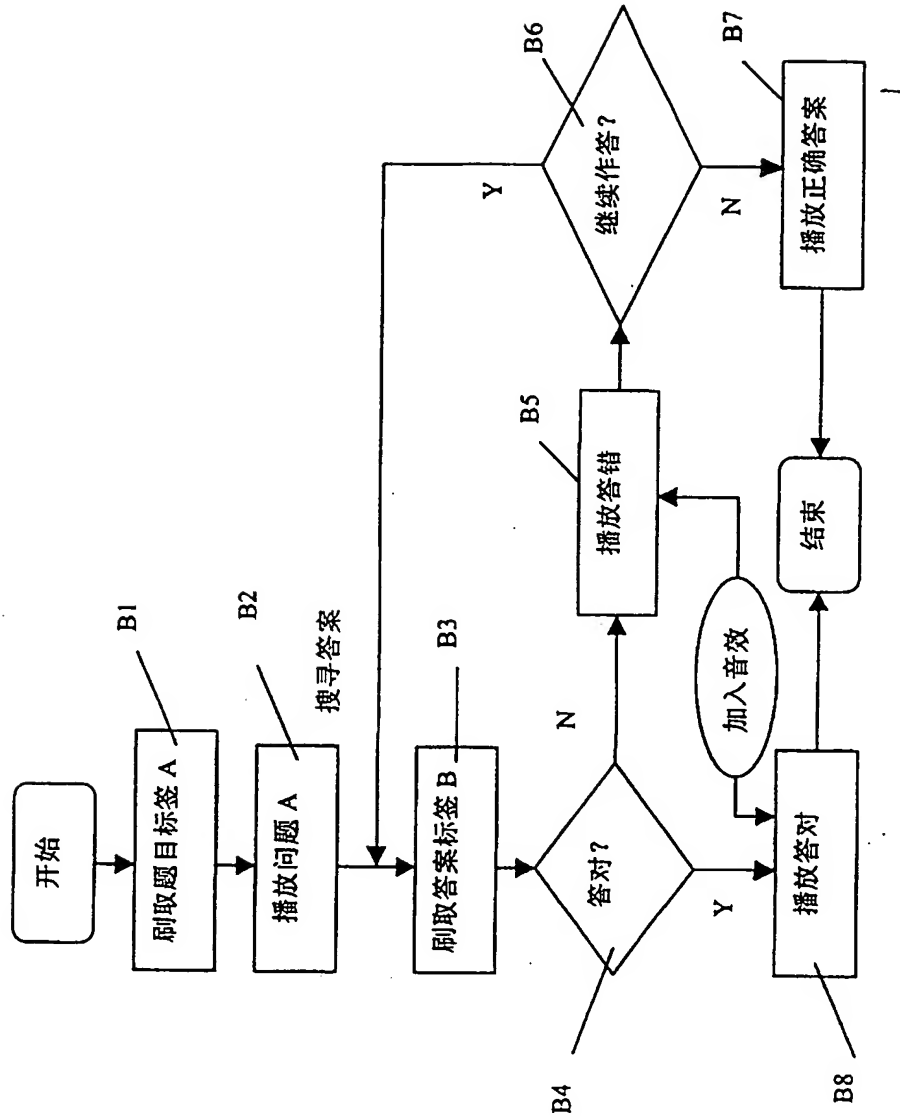 开始
B1
刷取题目标签 A
B2
播放问题 A
搜寻答案
B3
刷取答案标签 B
B4
答对？
N
Y
B5
播放答错
B6
继续作答？
Y
N
B7
播放正确答案
加入音效
B8
播放答对
结束